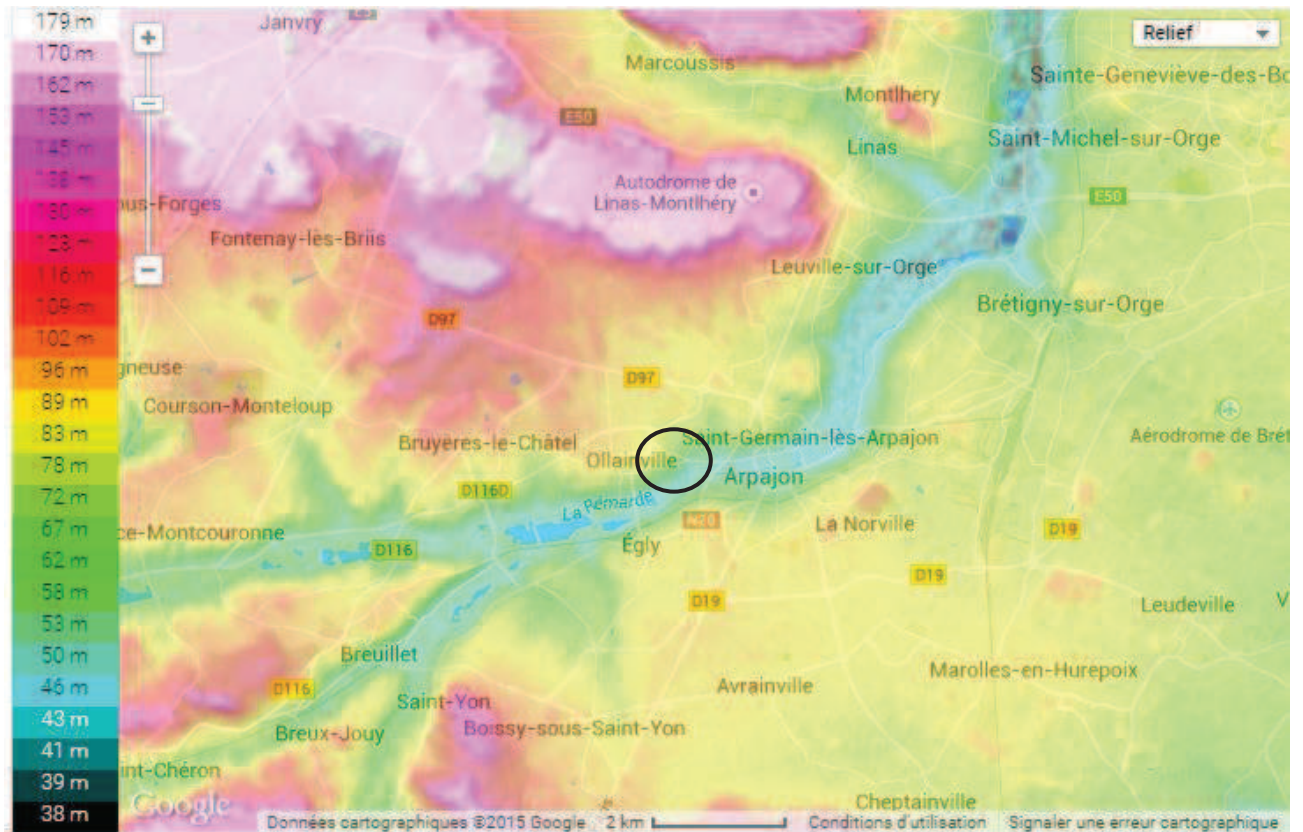 179 m
170 m
162 m
153 m
145 m
138 m
130 m
123 m
116 m
109 m
102 m
96 m
89 m
83 m
78 m
72 m
67 m
62 m
58 m
53 m
50 m
46 m
43 m
41 m
39 m
38 m
Janvry
Relief
Marcoussis
Sainte-Geneviève-des-Bo
Montlhéry
E50
Linas
Saint-Michel-sur-Orge
Autodrome de
Linas-Montlhéry
E50
ous-Forges
Fontenay-lès-Briis
Leuville-sur-Orge
Brétigny-sur-Orge
D97
gneuse
D97
Courson-Monteloup
Bruyères-le-Châtel
Saint-Germain-lès-Arpajon
Aérodrome de Brét
Ollainville
Arpajon
D116D
La Rémarde
N20
La Norville
D19
ce-Montcouronne
D116
Égly
D19
D19
Leudeville
V
Breuillet
Marolles-en-Hurepoix
D116
Avrainville
Saint-Yon
Breux-Jouy
Boissy-sous-Saint-Yon
int-Chéron
Google
Cheptainville
Données cartographiques ©2015 Google 2 km Conditions d'utilisation Signaler une erreur cartographique